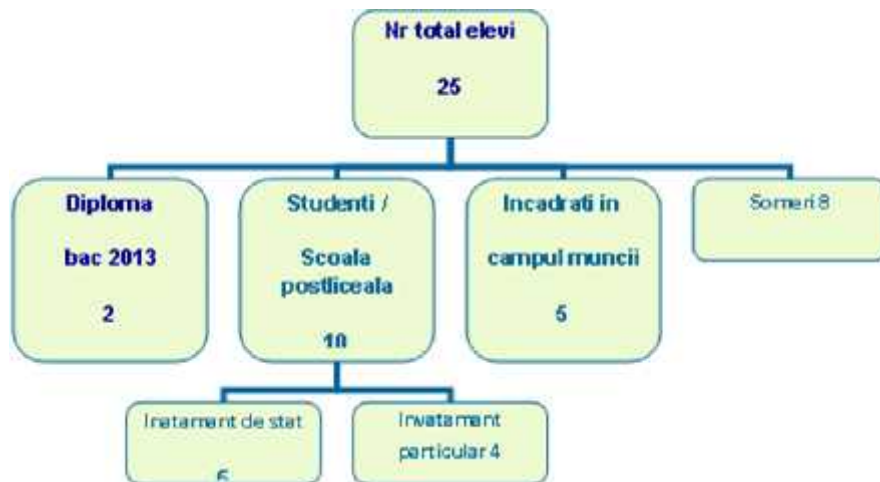 Nr total elevi
25
Diploma
bac 2013
2
Studenti /
Scoala
postliceala
10
Incadrati in
campul muncii
5
Someri 8
Inatamant de stat
6
Invatamant
particular 4